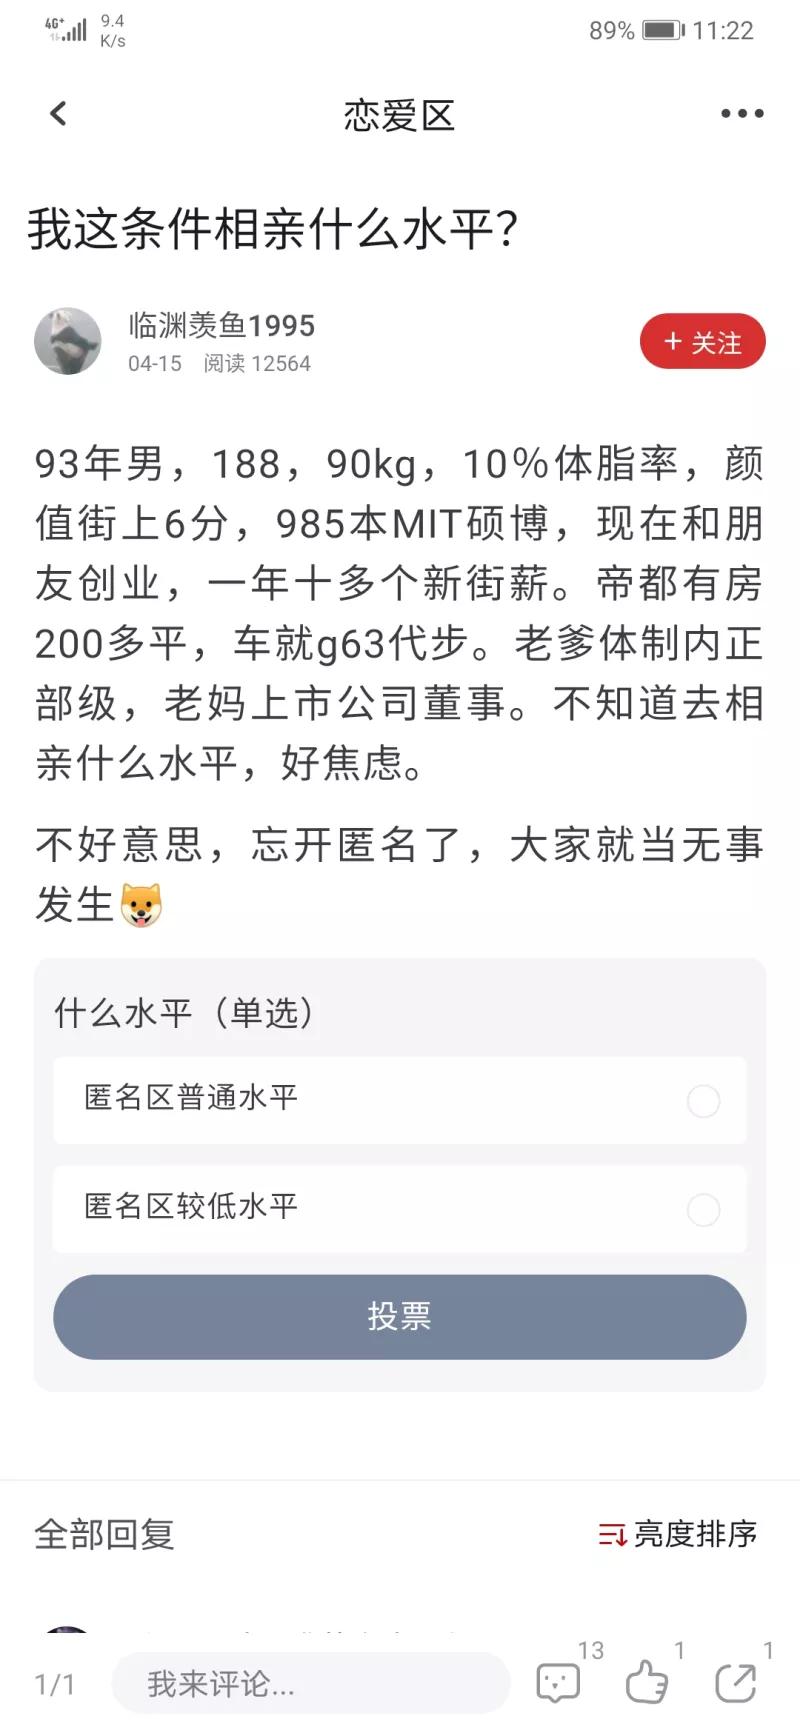 4G+ 9.4
K/s
89% 11:22
恋爱区
我这条件相亲什么水平?
临渊羡鱼1995
04-15 阅读 12564
+ 关注
93年男，188，90kg，10%体脂率，颜
值街上6分，985本MIT硕博，现在和朋
友创业，一年十多个新街薪。帝都有房
200多平，车就g63代步。老爹体制内正
部级，老妈上市公司董事。不知道去相
亲什么水平，好焦虑。
不好意思，忘开匿名了，大家就当无事
发生
什么水平（单选）
匿名区普通水平
匿名区较低水平
投票
全部回复
亮度排序
1/1
我来评论...
13
1
1